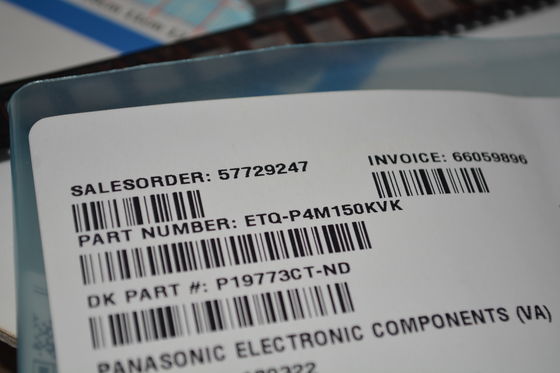 SALESORDER: 57729247
INVOICE: 66059896
PART NUMBER: ETQ-P4M150KVK
DK PART #: P19773CT-ND
PANASONIC ELECTRONIC COMPONENTS (VA)